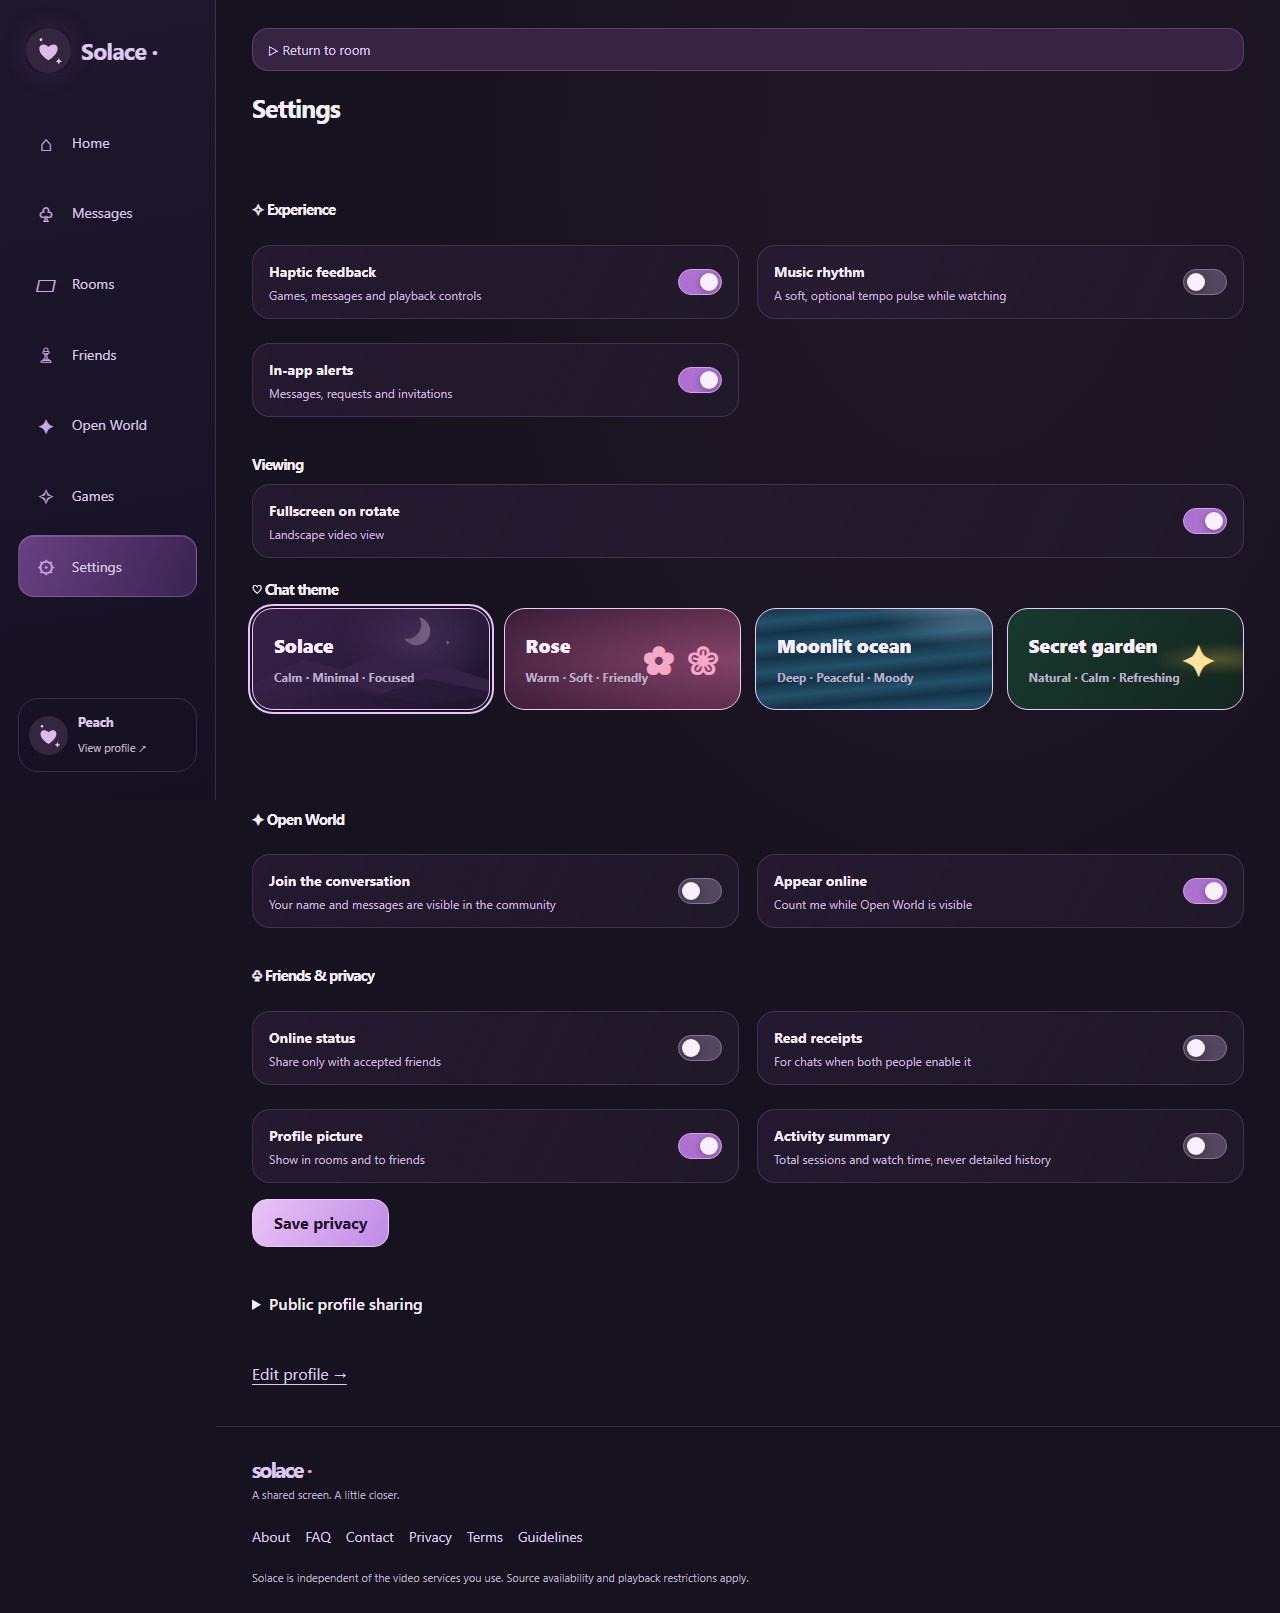 Solace ·
Home
Messages
Rooms
Friends
Open World
Games
Settings
Peach
View profile ↗
▷ Return to room
Settings
✧ Experience
Haptic feedback
Games, messages and playback controls
Music rhythm
A soft, optional tempo pulse while watching
In-app alerts
Messages, requests and invitations
Viewing
Fullscreen on rotate
Landscape video view
♡ Chat theme
Solace
Calm · Minimal · Focused
Rose
Warm · Soft · Friendly
Moonlit ocean
Deep · Peaceful · Moody
Secret garden
Natural · Calm · Refreshing
✦ Open World
Join the conversation
Your name and messages are visible in the community
Appear online
Count me while Open World is visible
♧ Friends & privacy
Online status
Share only with accepted friends
Read receipts
For chats when both people enable it
Profile picture
Show in rooms and to friends
Activity summary
Total sessions and watch time, never detailed history
Save privacy
▶ Public profile sharing
Edit profile →
solace ·
A shared screen. A little closer.
About FAQ Contact Privacy Terms Guidelines
Solace is independent of the video services you use. Source availability and playback restrictions apply.